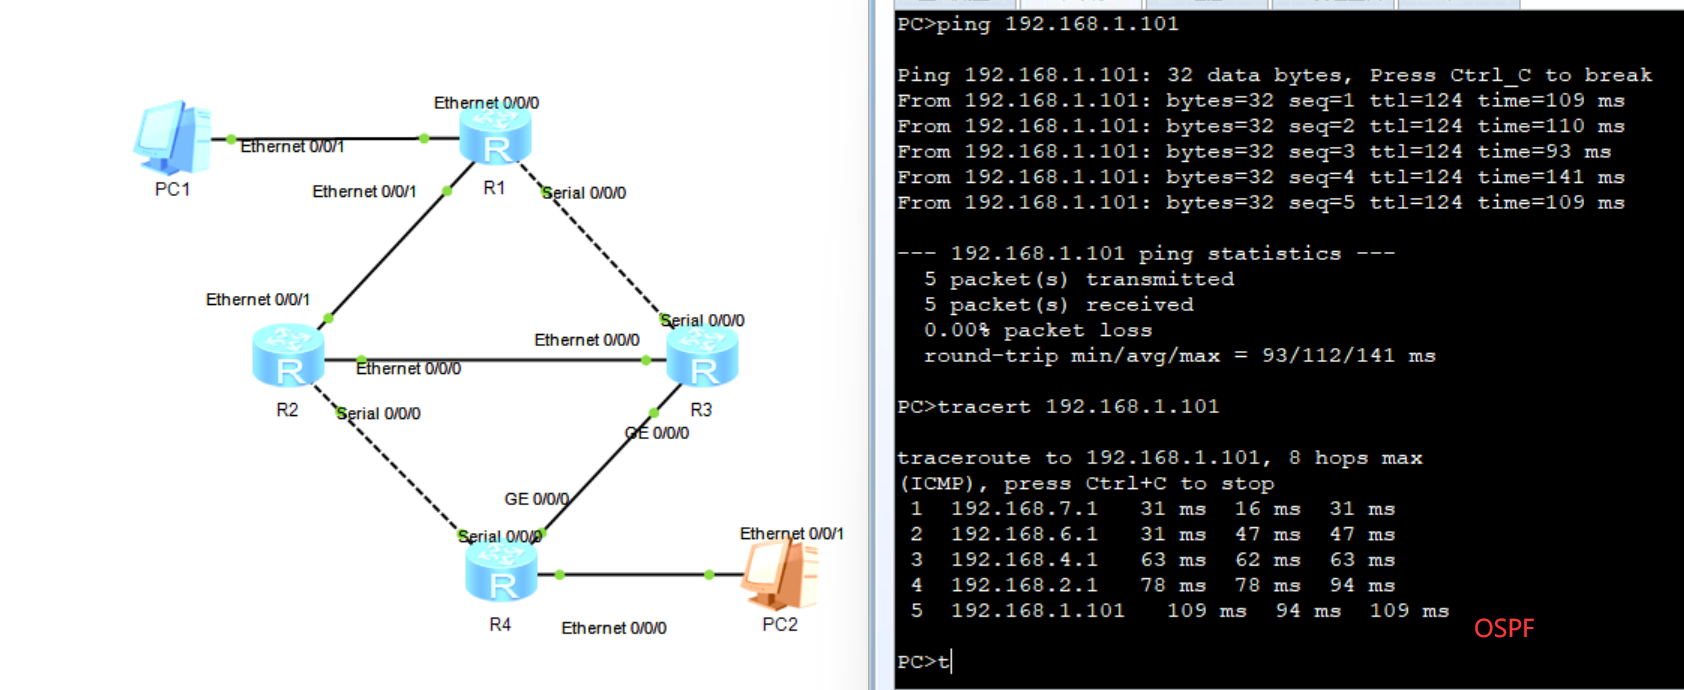 Ethernet 0/0/0
Ethernet 0/0/1
PC1
R
R1
Ethernet 0/0/1
Serial 0/0/0
Ethernet 0/0/1
Serial 0/0/0
Ethernet 0/0/0
R
Ethernet 0/0/0
R
R2
Serial 0/0/0
R3
GE 0/0/0
GE 0/0/0
Serial 0/0/0
Ethernet 0/0/1
R
R4
Ethernet 0/0/0
PC2
PC>ping 192.168.1.101
Ping 192.168.1.101: 32 data bytes, Press Ctrl_C to break
From 192.168.1.101: bytes=32 seq=1 ttl=124 time=109 ms
From 192.168.1.101: bytes=32 seq=2 ttl=124 time=110 ms
From 192.168.1.101: bytes=32 seq=3 ttl=124 time=93 ms
From 192.168.1.101: bytes=32 seq=4 ttl=124 time=141 ms
From 192.168.1.101: bytes=32 seq=5 ttl=124 time=109 ms
--- 192.168.1.101 ping statistics ---
5 packet(s) transmitted
5 packet(s) received
0.00% packet loss
round-trip min/avg/max = 93/112/141 ms
PC>tracert 192.168.1.101
traceroute to 192.168.1.101, 8 hops max
(ICMP), press Ctrl+C to stop
1 192.168.7.1 31 ms 16 ms 31 ms
2 192.168.6.1 31 ms 47 ms 47 ms
3 192.168.4.1 63 ms 62 ms 63 ms
4 192.168.2.1 78 ms 78 ms 94 ms
5 192.168.1.101 109 ms 94 ms 109 ms
OSPF
PC>t